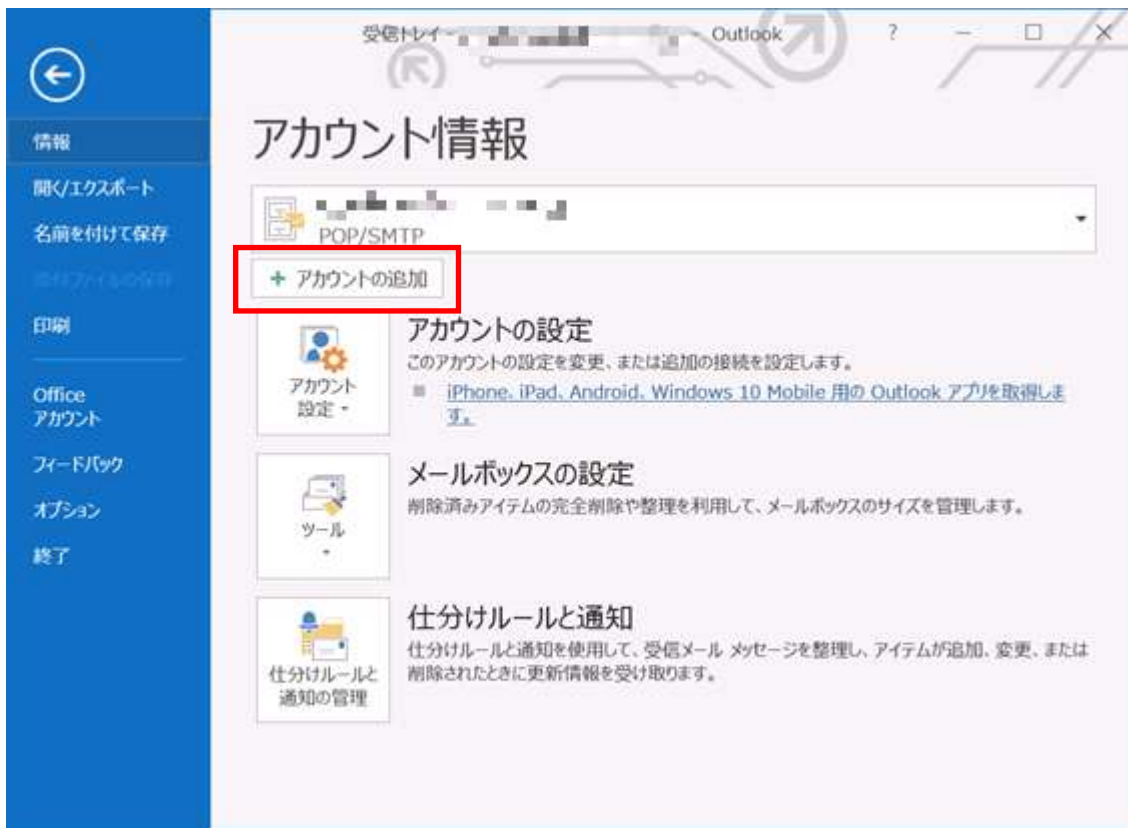 受信トレイ -
- Outlook
?
情報
開く/エクスポート
名前を付けて保存
添付ファイルの保存
印刷
Office
アカウント
フィードバック
オプション
終了
アカウント情報
POP/SMTP
+ アカウントの追加
アカウント
設定
アカウントの設定
このアカウントの設定を変更、または追加の接続を設定します。
iPhone、iPad、Android、Windows 10 Mobile 用の Outlook アプリを取得しま
す。
ツール
メールボックスの設定
削除済みアイテムの完全削除や整理を利用して、メールボックスのサイズを管理します。
仕分けルールと
通知の管理
仕分けルールと通知
仕分けルールと通知を使用して、受信メール メッセージを整理し、アイテムが追加、変更、または
削除されたときに更新情報を受け取ります。